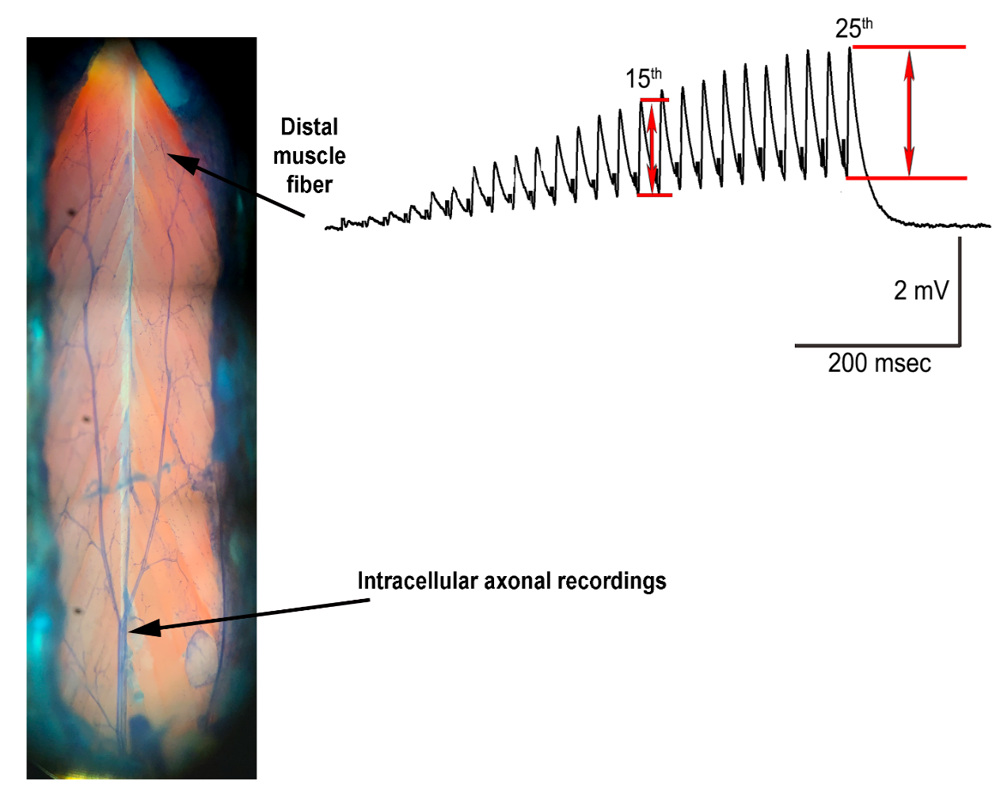 25th
15th
Distal
muscle
fiber
2 mV
200 msec
Intracellular axonal recordings